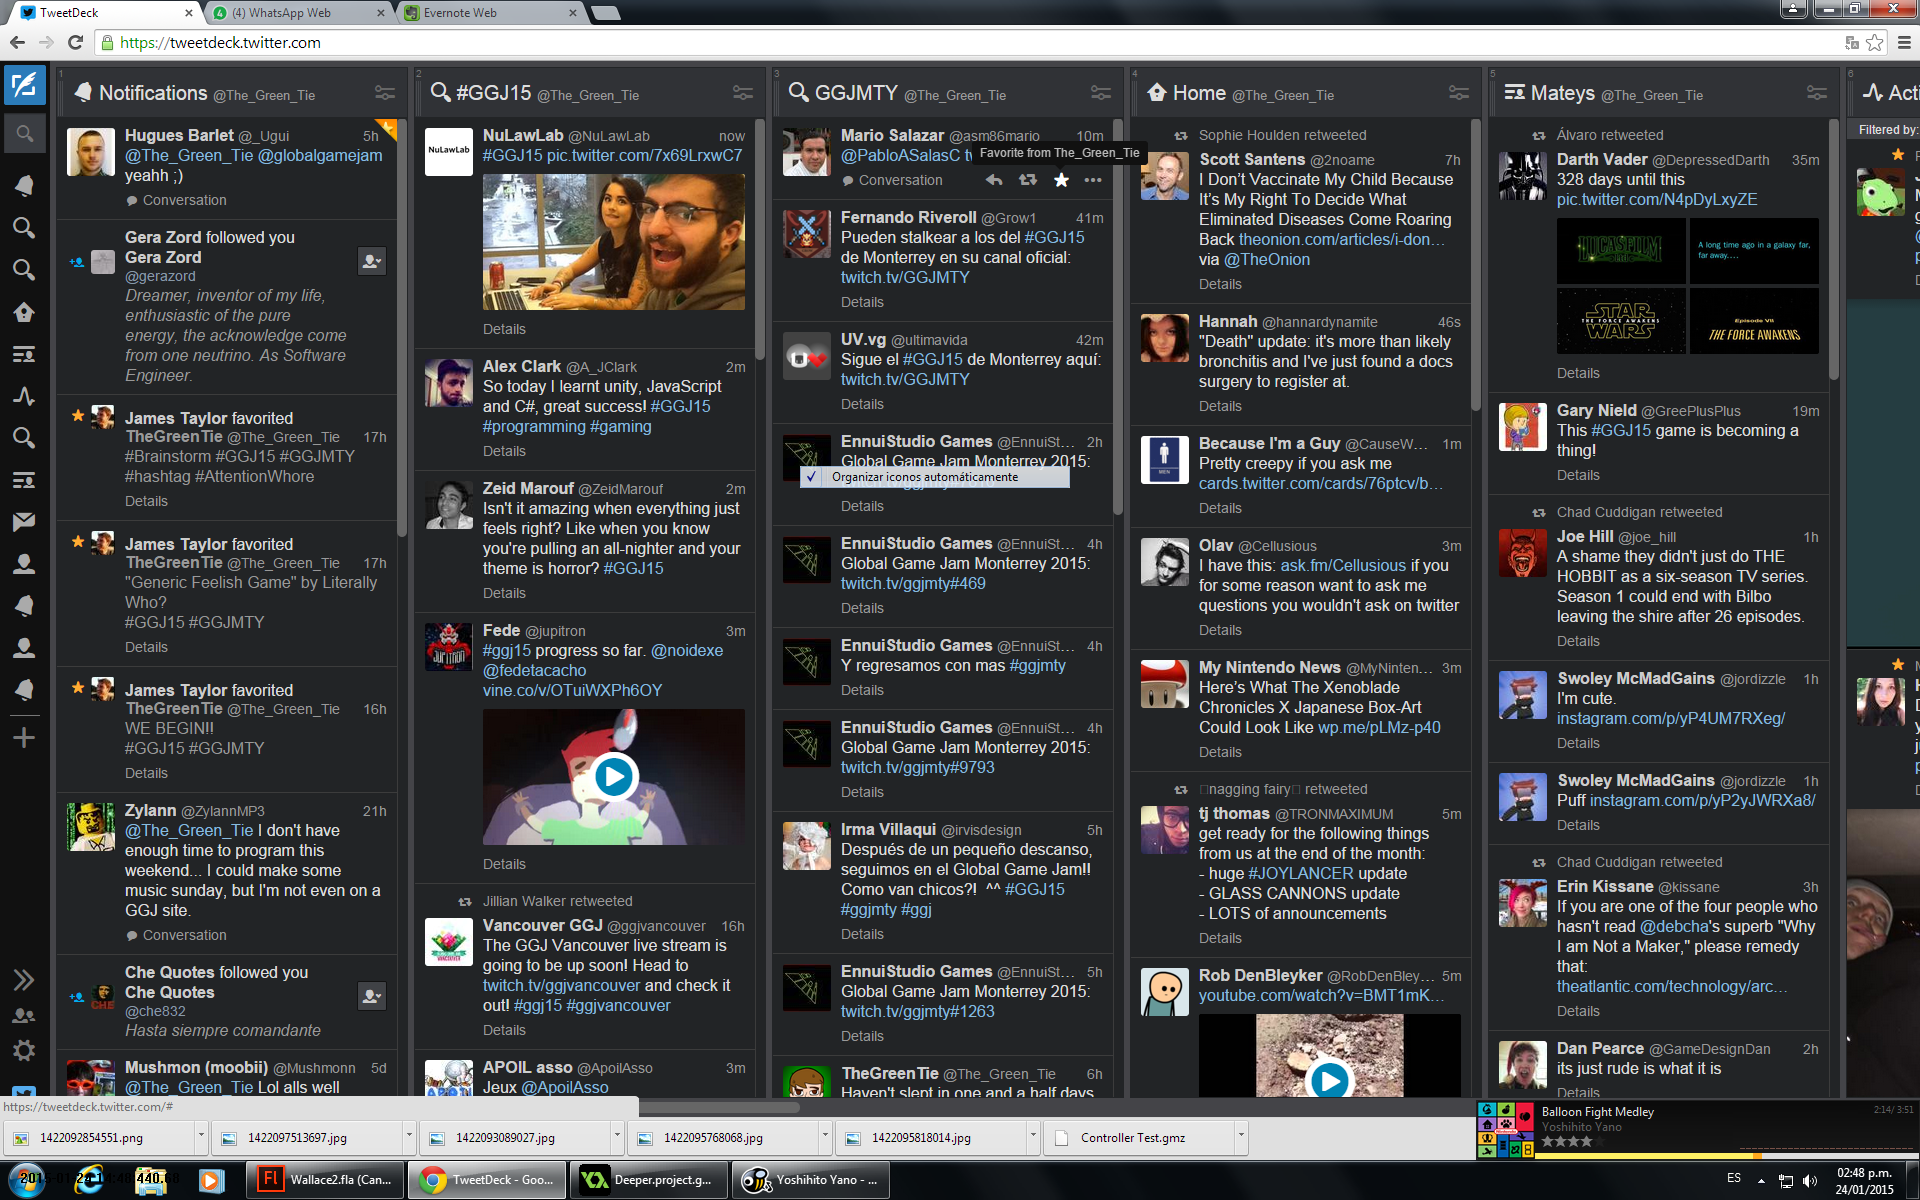 TweetDeck
(4) WhatsApp Web
Evernote Web
https://tweetdeck.twitter.com
1
Notifications @The_Green_Tie
Hugues Barlet @_Ugui 5h
@The_Green_Tie @globalgamejam
yeahh ;)
Conversation
Gera Zord followed you
Gera Zord
@gerazord
Dreamer, inventor of my life,
enthusiastic of the pure
energy, the acknowledge come
from one neutrino. As Software
Engineer.
James Taylor favorited
TheGreenTie @The_Green_Tie 17h
#Brainstorm #GGJ15 #GGJMTY
#hashtag #AttentionWhore
Details
James Taylor favorited
TheGreenTie @The_Green_Tie 17h
"Generic Feelish Game" by Literally
Who?
#GGJ15 #GGJMTY
Details
James Taylor favorited
TheGreenTie @The_Green_Tie 16h
WE BEGIN!!
#GGJ15 #GGJMTY
Details
Zylann @ZylannMP3 21h
@The_Green_Tie I don't have
enough time to program this
weekend... I could make some
music sunday, but I'm not even on a
GGJ site.
Conversation
Che Quotes followed you
Che Quotes
@che832
Hasta siempre comandante
Mushmon (moobii) @Mushmonn 5d
@The_Green_Tie Lol alls well
2
#GGJ15 @The_Green_Tie
NuLawLab
NuLawLab @NuLawLab now
#GGJ15 pic.twitter.com/7x69LrxwC7
Details
Alex Clark @A_JClark 2m
So today I learnt unity, JavaScript
and C#, great success! #GGJ15
#programming #gaming
Details
Zeid Marouf @ZeidMarouf 2m
Isn't it amazing when everything just
feels right? Like when you know
you're pulling an all-nighter and your
theme is horror? #GGJ15
Details
Fede @jupitron 3m
#ggj15 progress so far. @noidexe
@fedetacacho
vine.co/v/OTuiWXPh6OY
Details
Jillian Walker retweeted
Vancouver GGJ @ggjvancouver 16h
The GGJ Vancouver live stream is
going to be up soon! Head to
twitch.tv/ggjvancouver and check it
out! #ggj15 #ggjvancouver
Details
APOIL asso @ApoilAsso 3m
Jeux @ApoilAsso
3
GGJMTY @The_Green_Tie
Mario Salazar @asm86mario 10m
@PabloASalasC
Favorite from The_Green_Tie
Conversation
Fernando Riveroll @Grow1 41m
Pueden stalkear a los del #GGJ15
de Monterrey en su canal oficial:
twitch.tv/GGJMTY
Details
UV.vg @ultimavida 42m
Sigue el #GGJ15 de Monterrey aquí:
twitch.tv/GGJMTY
Details
EnnuiStudio Games @EnnuiSt... 2h
Global Game Jam Monterrey 2015:
Organizar iconos automáticamente
Details
EnnuiStudio Games @EnnuiSt... 4h
Global Game Jam Monterrey 2015:
twitch.tv/ggjmty#469
Details
EnnuiStudio Games @EnnuiSt... 4h
Y regresamos con mas #ggjmty
Details
EnnuiStudio Games @EnnuiSt... 4h
Global Game Jam Monterrey 2015:
twitch.tv/ggjmty#9793
Details
Irma Villaqui @irvisdesign 5h
Después de un pequeño descanso,
seguimos en el Global Game Jam!!
Como van chicos?! ^^ #GGJ15
#ggjmty #ggj
Details
EnnuiStudio Games @EnnuiSt... 5h
Global Game Jam Monterrey 2015:
twitch.tv/ggjmty#1263
Details
TheGreenTie @The_Green_Tie 6h
Haven't slept in one and a half days
4
Home @The_Green_Tie
Sophie Houlden retweeted
Scott Santens @2noame 7h
I Don't Vaccinate My Child Because
It's My Right To Decide What
Eliminated Diseases Come Roaring
Back theonion.com/articles/i-don...
via @TheOnion
Details
Hannah @hannardynamite 46s
"Death" update: it's more than likely
bronchitis and I've just found a docs
surgery to register at.
Details
MEN
Because I'm a Guy @CauseW... 1m
Pretty creepy if you ask me
cards.twitter.com/cards/76ptcv/b...
Details
Olav @Cellusious 3m
I have this: ask.fm/Cellusious if you
for some reason want to ask me
questions you wouldn't ask on twitter
Details
My Nintendo News @MyNinten... 3m
Here's What The Xenoblade
Chronicles X Japanese Box-Art
Could Look Like wp.me/pLMz-p40
Details
nagging fairy retweeted
tj thomas @TRONMAXIMUM 5m
get ready for the following things
from us at the end of the month:
- huge #JOYLANCER update
- GLASS CANNONS update
- LOTS of announcements
Details
Rob DenBleyker @RobDenBley... 5m
youtube.com/watch?v=BMT1mK...
5
Mateys @The_Green_Tie
Álvaro retweeted
Darth Vader @DepressedDarth 35m
328 days until this
pic.twitter.com/N4pDyLxyZE
LUCASFILM
A long time ago in a galaxy far,
far away....
STAR
THE FORCE AWAKENS
WARS
Episode VII
THE FORCE AWAKENS
Details
Gary Nield @GreePlusPlus 19m
This #GGJ15 game is becoming a
thing!
Details
Chad Cuddigan retweeted
Joe Hill @joe_hill 1h
A shame they didn't just do THE
HOBBIT as a six-season TV series.
Season 1 could end with Bilbo
leaving the shire after 26 episodes.
Details
Swoley McMadGains @jordizzle 1h
I'm cute.
instagram.com/p/yP4UM7RXeg/
Details
Swoley McMadGains @jordizzle 1h
Puff instagram.com/p/yP2yJWRXa8/
Details
Chad Cuddigan retweeted
Erin Kissane @kissane 3h
If you are one of the four people who
hasn't read @debcha's superb "Why
I am Not a Maker," please remedy
that:
theatlantic.com/technology/arc...
Details
Dan Pearce @GameDesignDan 2h
its just rude is what it is
Details
6
Acti
Filtered by:
https://tweetdeck.twitter.com/#
1422092854551.png
1422097513697.jpg
1422093089027.jpg
1422095768068.jpg
1422095818014.jpg
Controller Test.gmz
Balloon Fight Medley
Yoshihito Yano
2:14/ 3:51
Wallace2.fla (Can...
TweetDeck - Goo...
Deeper.project.g...
Yoshihito Yano - ...
ES
02:48 p.m.
24/01/2015